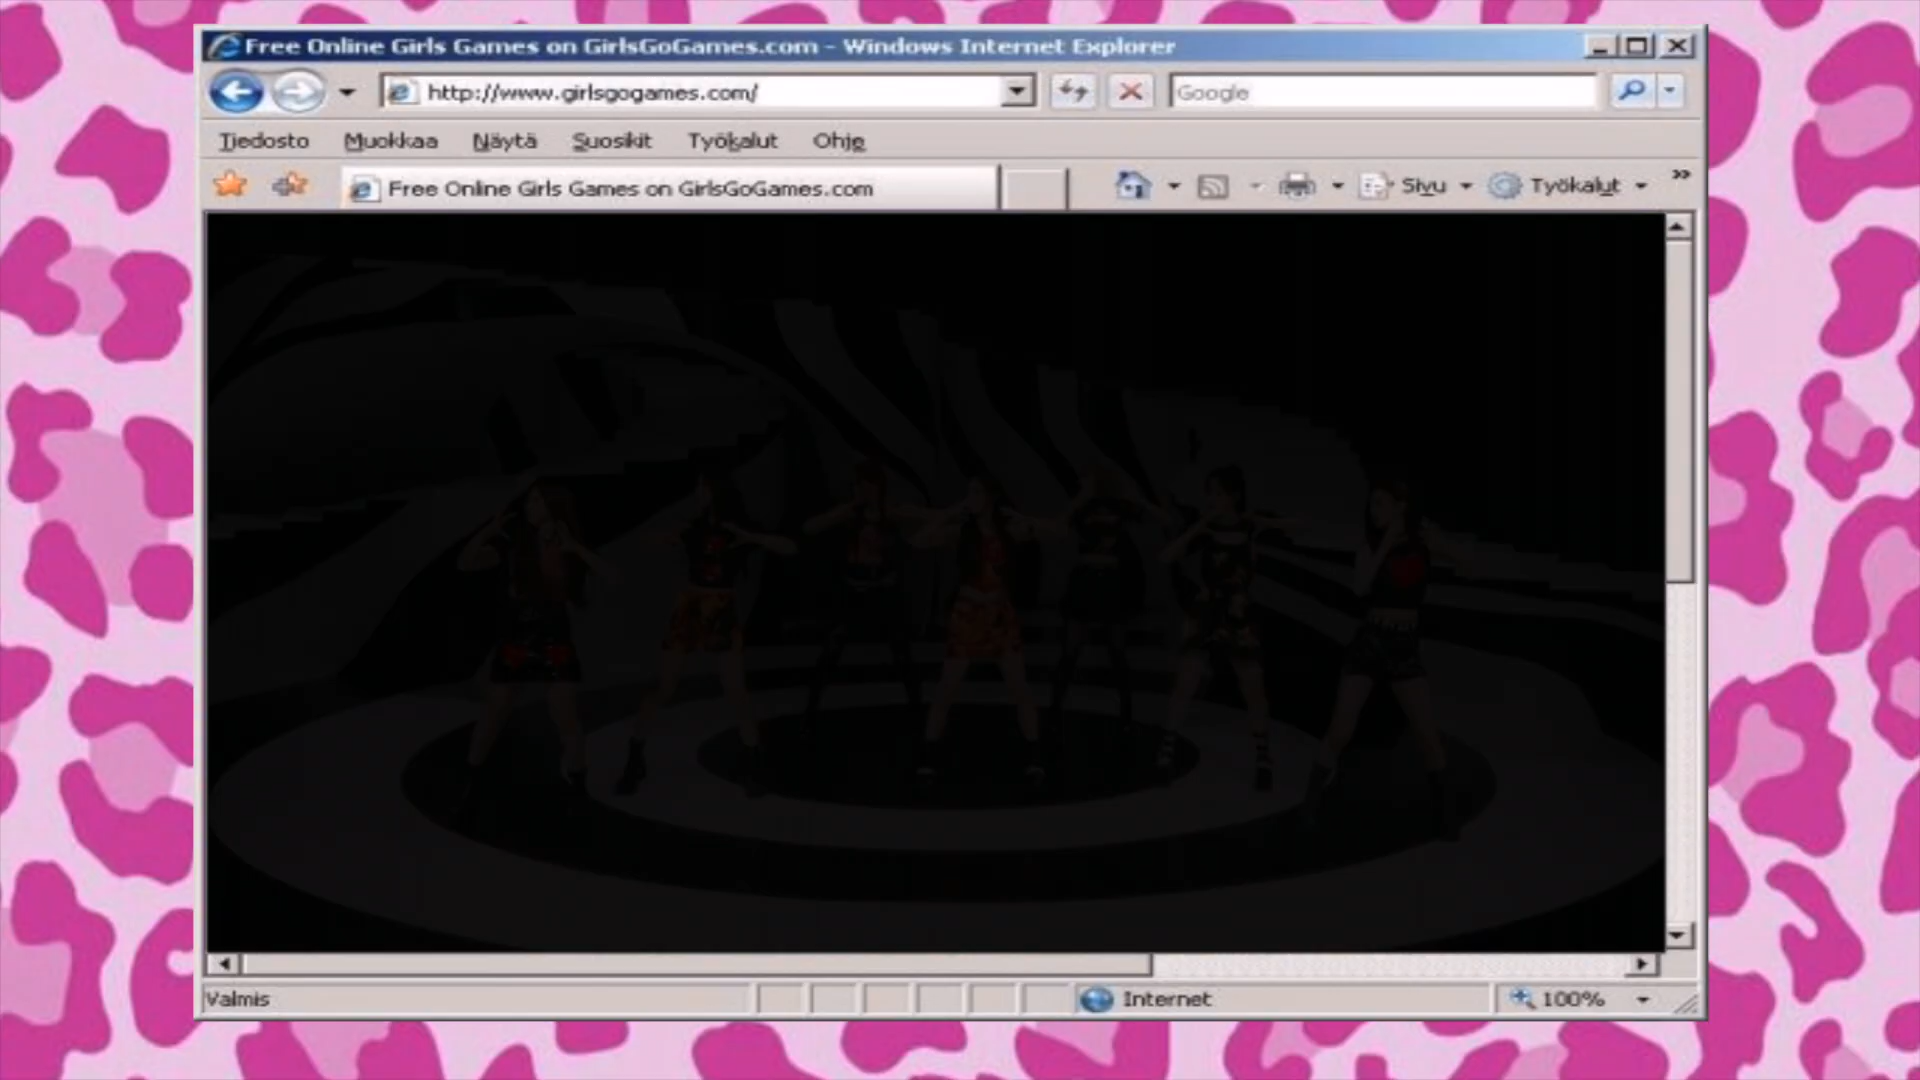 Free Online Girls Games on GirlsGoGames.com - Windows Internet Explorer
http://www.girlsgogames.com/
Google
Tiedosto Muokkaa Näytä Suosikit Työkalut Ohje
Free Online Girls Games on GirlsGoGames.com
Sivu Työkalut »
Valmis Internet 100%